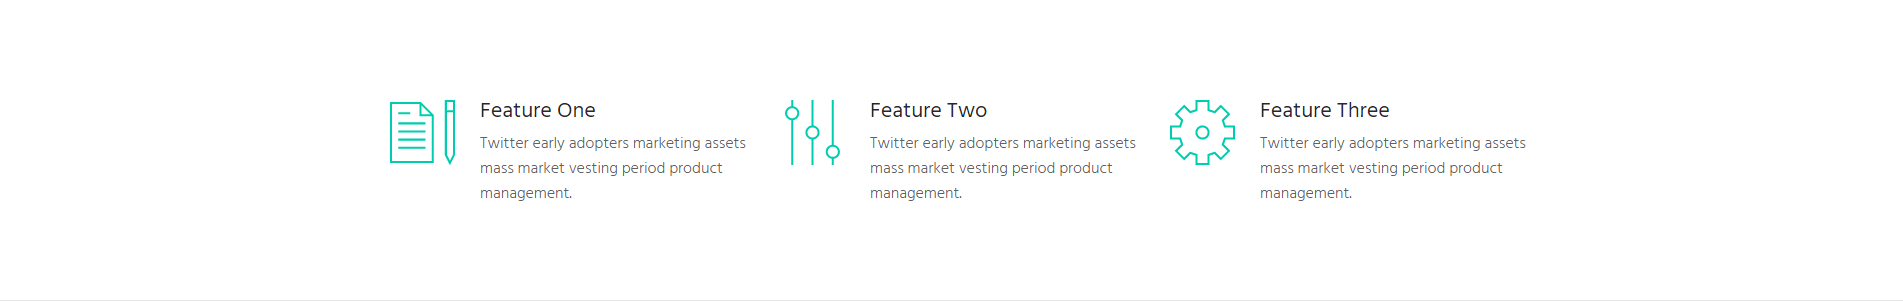 Feature One
Twitter early adopters marketing assets
mass market vesting period product
management.
Feature Two
Twitter early adopters marketing assets
mass market vesting period product
management.
Feature Three
Twitter early adopters marketing assets
mass market vesting period product
management.